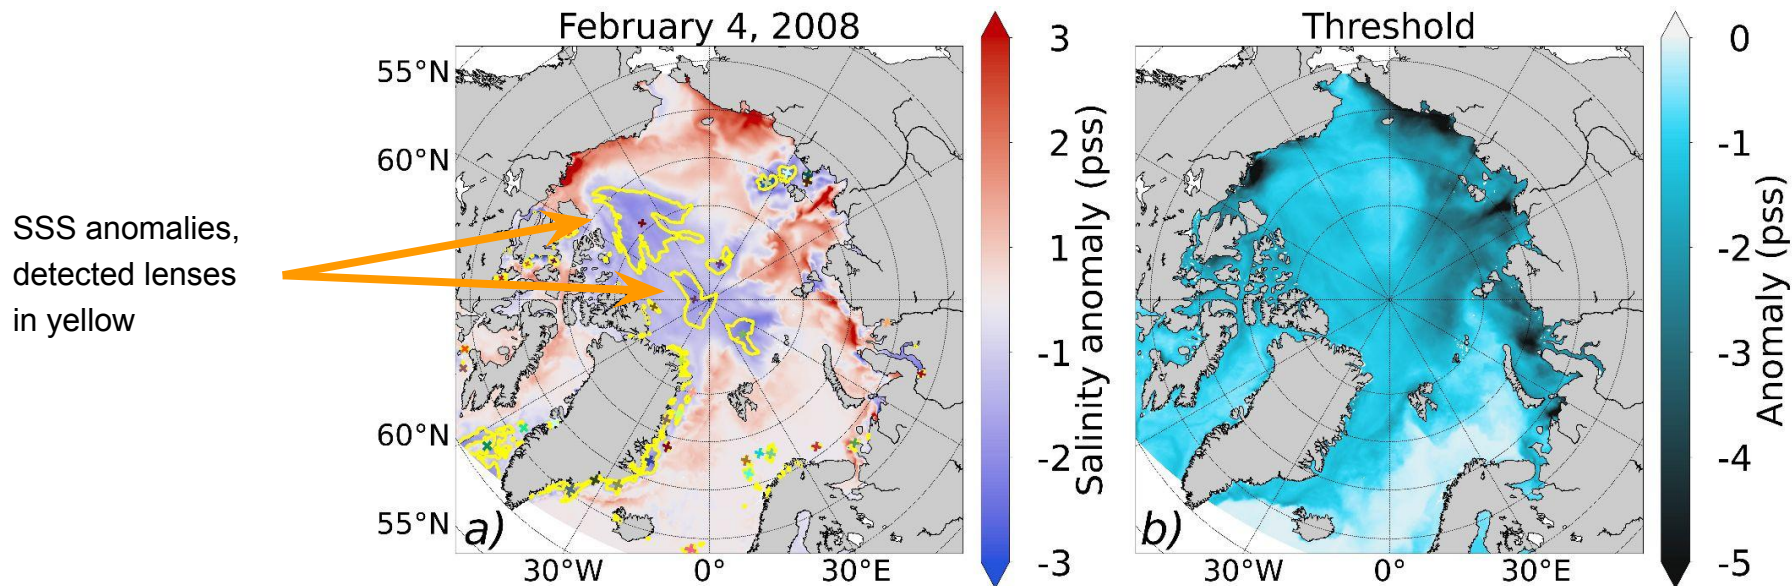 February 4, 2008
Threshold
SSS anomalies,
detected lenses
in yellow
55°N
60°N
60°N
55°N
a)
30°W
0°
30°E
3
2
1
-1
-2
-3
Salinity anomaly (pss)
b)
30°W
0°
30°E
0
-1
-2
-3
-4
-5
Anomaly (pss)